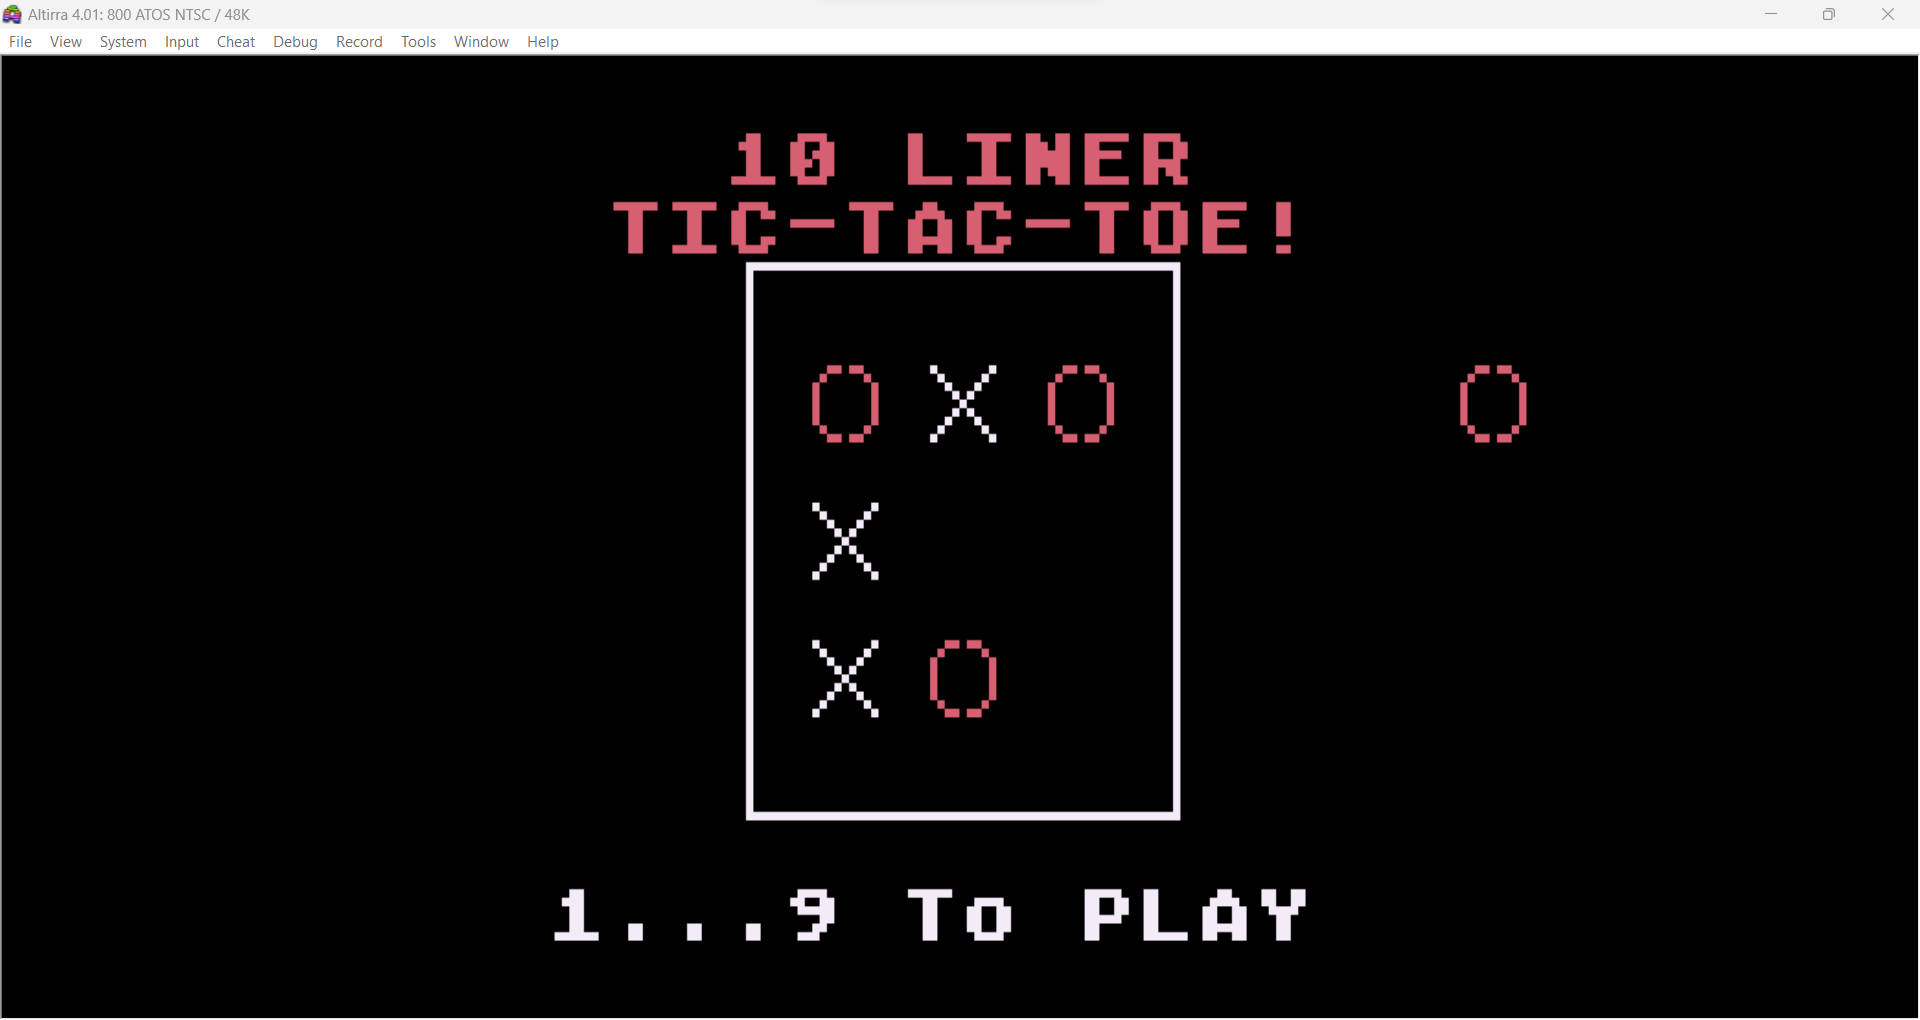 Altirra 4.01: 800 ATOS NTSC / 48K
File View System Input Cheat Debug Record Tools Window Help
10 LINER
TIC-TAC-TOE!
O X O O
X
X O
1...9 To PLAY